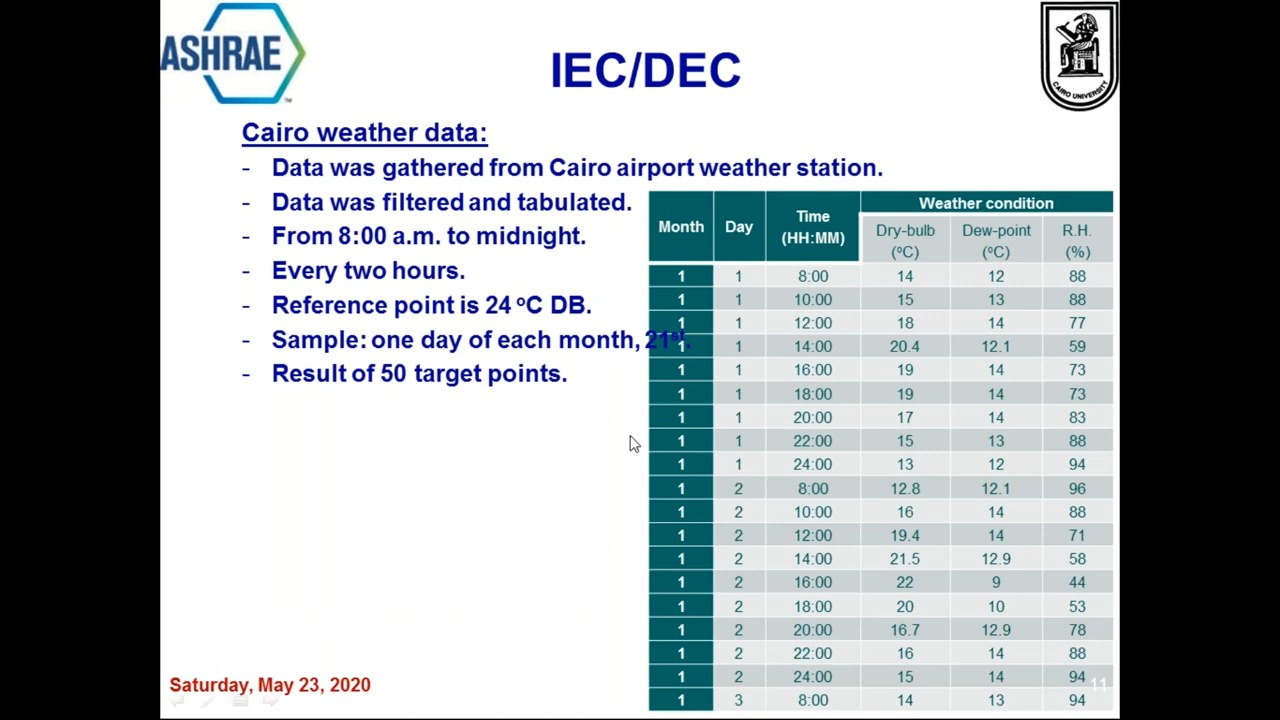 ASHRAE
TM
IEC/DEC
CAIRO UNIVERSITY
Cairo weather data:
- Data was gathered from Cairo airport weather station.
- Data was filtered and tabulated.
- From 8:00 a.m. to midnight.
- Every two hours.
- Reference point is 24 ºC DB.
- Sample: one day of each month, 21st.
- Result of 50 target points.
Month Day Time (HH:MM) Weather condition
Dry-bulb (ºC) Dew-point (ºC) R.H. (%)
1 1 8:00 14 12 88
1 1 10:00 15 13 88
1 1 12:00 18 14 77
1 1 14:00 20.4 12.1 59
1 1 16:00 19 14 73
1 1 18:00 19 14 73
1 1 20:00 17 14 83
1 1 22:00 15 13 88
1 1 24:00 13 12 94
1 2 8:00 12.8 12.1 96
1 2 10:00 16 14 88
1 2 12:00 19.4 14 71
1 2 14:00 21.5 12.9 58
1 2 16:00 22 9 44
1 2 18:00 20 10 53
1 2 20:00 16.7 12.9 78
1 2 22:00 16 14 88
1 2 24:00 15 14 94
1 3 8:00 14 13 94
Saturday, May 23, 2020
11